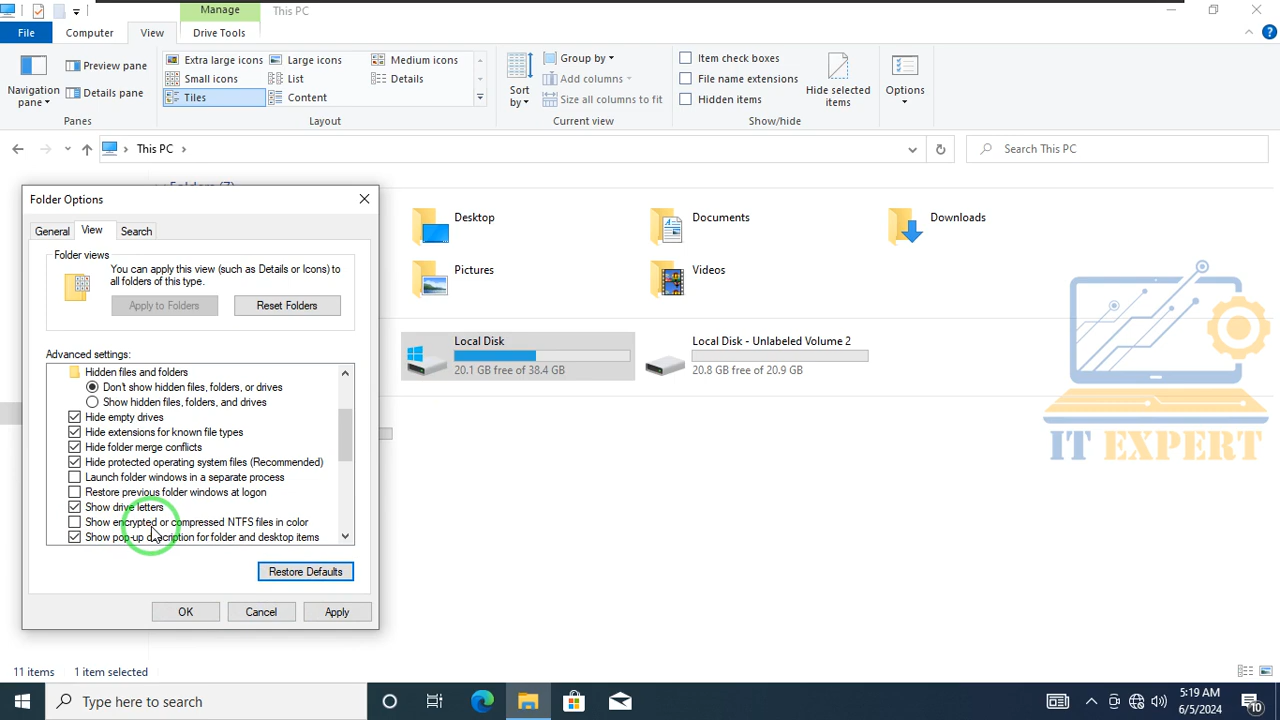 Manage
This PC
File
Computer
View
Drive Tools
Navigation pane
Preview pane
Details pane
Panes
Extra large icons
Large icons
Medium icons
Small icons
List
Details
Tiles
Content
Layout
Sort by
Group by
Add columns
Size all columns to fit
Current view
Item check boxes
File name extensions
Hidden items
Hide selected items
Show/hide
Options
This PC
Search This PC
Folder Options
General
View
Search
Folder views
You can apply this view (such as Details or Icons) to
all folders of this type.
Apply to Folders
Reset Folders
Advanced settings:
Hidden files and folders
Don't show hidden files, folders, or drives
Show hidden files, folders, and drives
Hide empty drives
Hide extensions for known file types
Hide folder merge conflicts
Hide protected operating system files (Recommended)
Launch folder windows in a separate process
Restore previous folder windows at logon
Show drive letters
Show encrypted or compressed NTFS files in color
Show pop-up description for folder and desktop items
Restore Defaults
OK
Cancel
Apply
Desktop
Documents
Downloads
Pictures
Videos
Local Disk
20.1 GB free of 38.4 GB
Local Disk - Unlabeled Volume 2
20.8 GB free of 20.9 GB
IT EXPERT
11 items
1 item selected
Type here to search
5:19 AM
6/5/2024
10